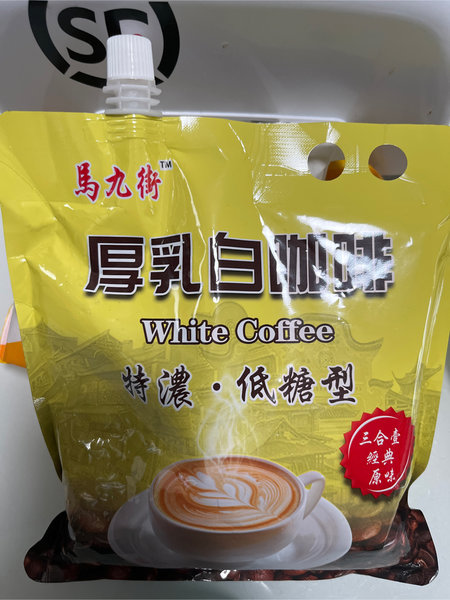 SF
馬九街™
厚乳白咖啡
White Coffee
特濃·低糖型
三合壹
經典
原味